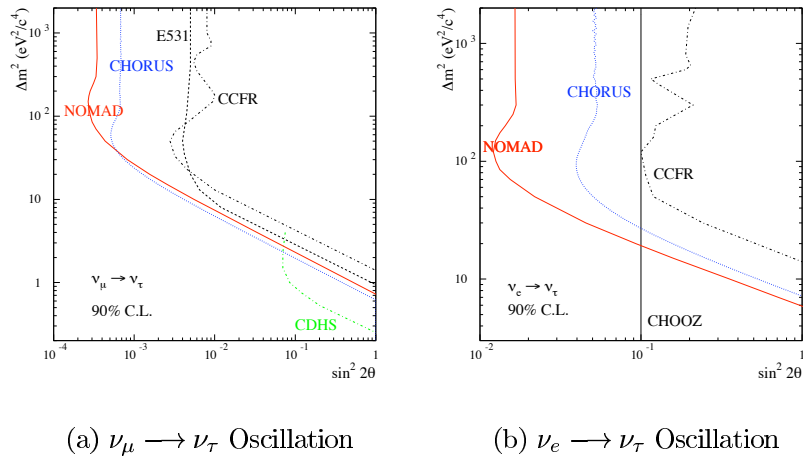 Δm² (eV²/c⁴)
10²
10
1
E531
CHORUS
CCFR
NOMAD
ν_μ → ν_τ
90% C.L.
CDHS
10⁻⁴ 10⁻³ 10⁻² 10⁻¹ 1
sin² 2θ
(a) ν_μ ⟶ ν_τ Oscillation
Δm² (eV²/c⁴)
10³
10²
10
CHORUS
NOMAD
CCFR
ν_e → ν_τ
90% C.L.
CHOOZ
10⁻² 10⁻¹ 1
sin² 2θ
(b) ν_e ⟶ ν_τ Oscillation